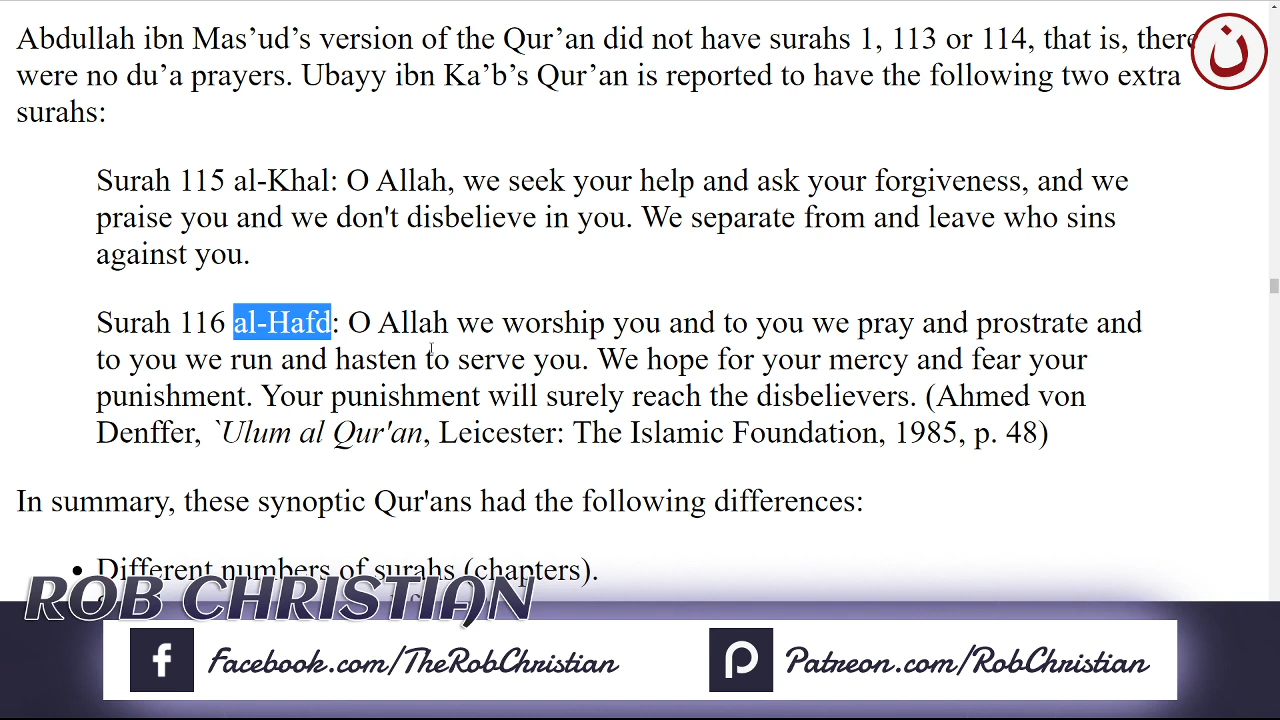 Abdullah ibn Mas’ud’s version of the Qur’an did not have surahs 1, 113 or 114, that is, there
were no du’a prayers. Ubayy ibn Ka’b’s Qur’an is reported to have the following two extra
surahs:
Surah 115 al-Khal: O Allah, we seek your help and ask your forgiveness, and we
praise you and we don't disbelieve in you. We separate from and leave who sins
against you.
Surah 116 al-Hafd: O Allah we worship you and to you we pray and prostrate and
to you we run and hasten to serve you. We hope for your mercy and fear your
punishment. Your punishment will surely reach the disbelievers. (Ahmed von
Denffer, `Ulum al Qur'an, Leicester: The Islamic Foundation, 1985, p. 48)
In summary, these synoptic Qur'ans had the following differences:
• Different numbers of surahs (chapters).
ROB CHRISTIAN
Facebook.com/TheRobChristian
Patreon.com/RobChristian
ن